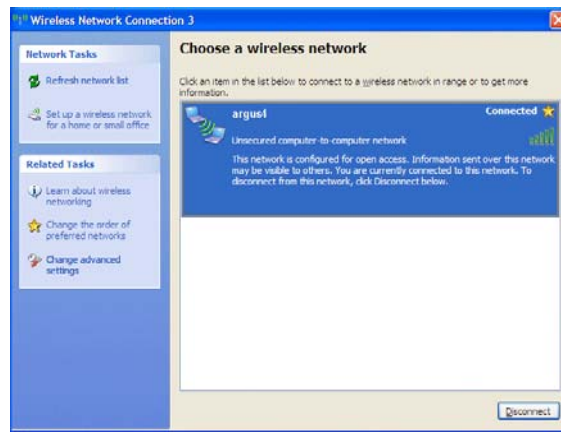 Wireless Network Connection 3
Network Tasks
Refresh network list
Set up a wireless network
for a home or small office
Related Tasks
Learn about wireless
networking
Change the order of
preferred networks
Change advanced
settings
Choose a wireless network
Click an item in the list below to connect to a wireless network in range or to get more
information.
argus4
Connected
Unsecured computer-to-computer network
This network is configured for open access. Information sent over this network
may be visible to others. You are currently connected to this network. To
disconnect from this network, click Disconnect below.
Disconnect